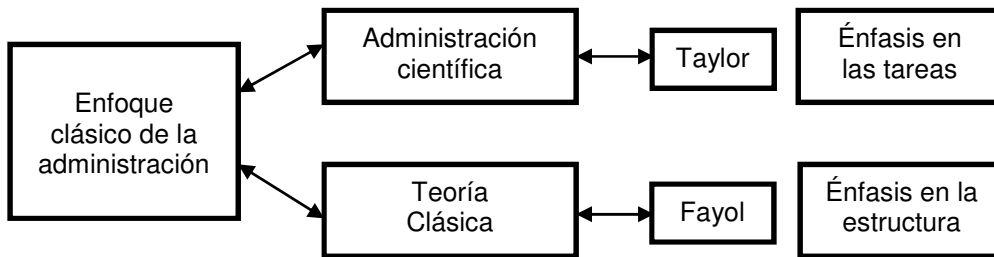 Enfoque
clásico de la
administración
Administración
científica
Taylor
Énfasis en
las tareas
Teoría
Clásica
Fayol
Énfasis en la
estructura